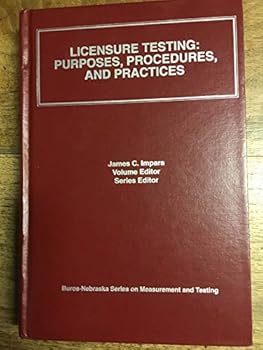 LICENSURE TESTING:
PURPOSES, PROCEDURES,
AND PRACTICES
James C. Impara
Volume Editor
Series Editor
Buros-Nebraska Series on Measurement and Testing